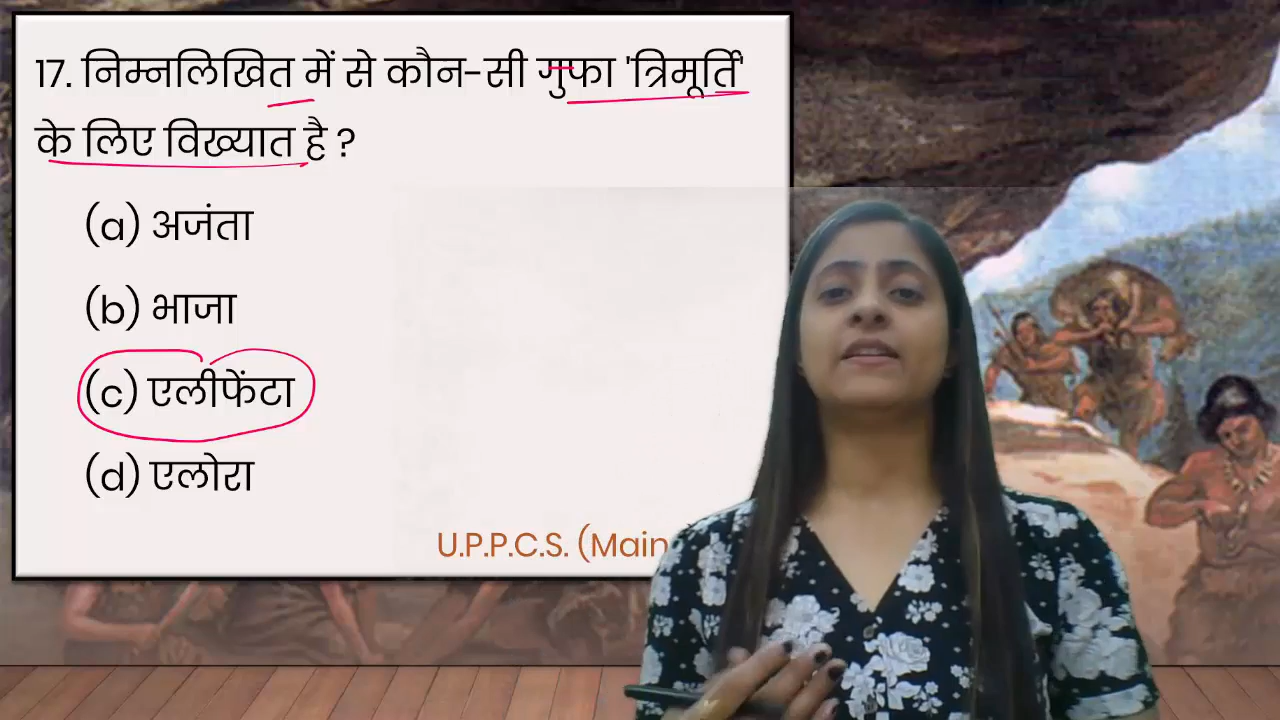 17. निम्नलिखित में से कौन-सी गुफा 'त्रिमूर्ति'
के लिए विख्यात है ?
(a) अजंता
(b) भाजा
(c) एलीफेंटा
(d) एलोरा
U.P.P.C.S. (Main